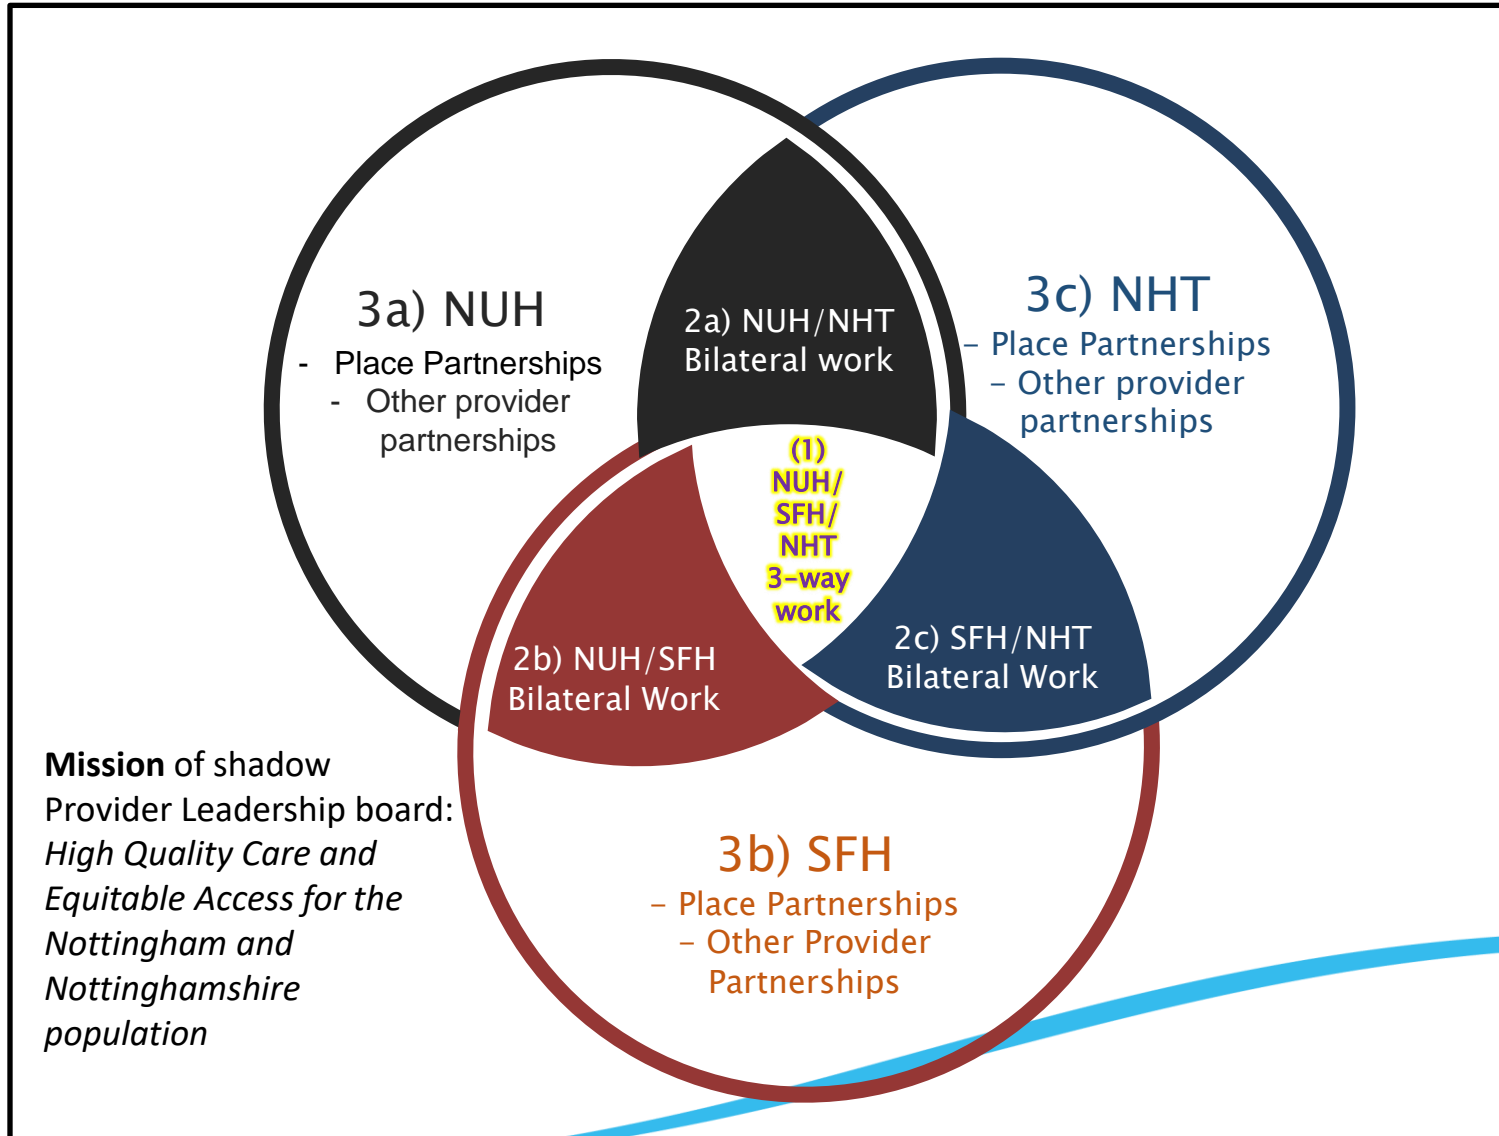 3a) NUH
- Place Partnerships
- Other provider
partnerships
2a) NUH/NHT
Bilateral work
3c) NHT
– Place Partnerships
– Other provider
partnerships
(1)
NUH/
SFH/
NHT
3–way
work
2b) NUH/SFH
Bilateral Work
2c) SFH/NHT
Bilateral Work
3b) SFH
– Place Partnerships
– Other Provider
Partnerships
Mission of shadow
Provider Leadership board:
High Quality Care and
Equitable Access for the
Nottingham and
Nottinghamshire
population